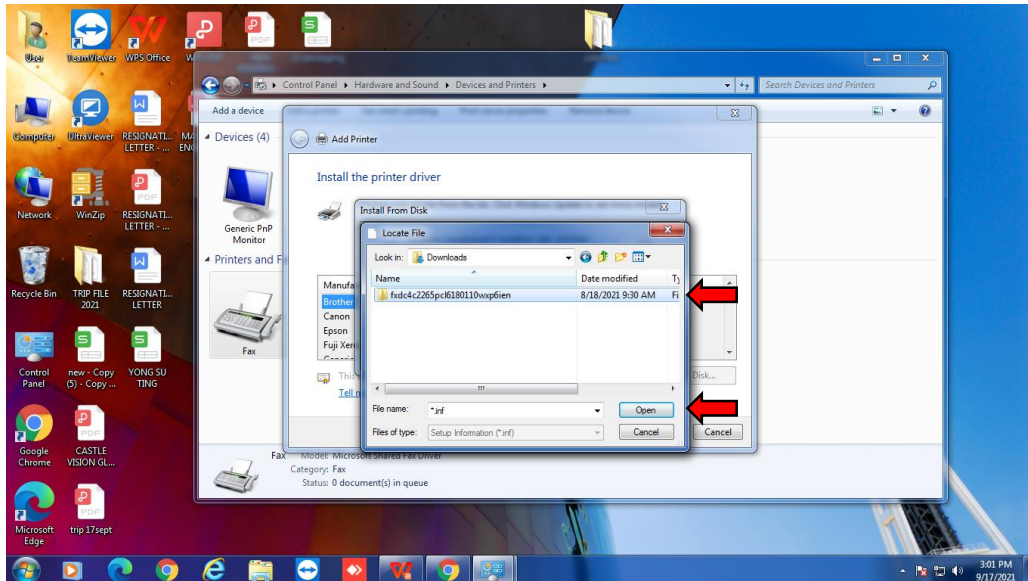 User
TeamViewer
WPS Office
Computer
Ultraviewer
RESIGNATI...
LETTER - ...
Network
WinZip
RESIGNATI...
LETTER - ...
Recycle Bin
TRIP FILE
2021
RESIGNATI...
LETTER
Control
Panel
new - Copy
(5) - Copy ...
YONG SU
TING
Google
Chrome
CASTLE
VISION GL...
Microsoft
Edge
trip 17sept
PDF
Control Panel
Hardware and Sound
Devices and Printers
Search Devices and Printers
Add a device
Devices (4)
Generic PnP
Monitor
Printers and F
Fax
Add Printer
Install the printer driver
Manufa
Brother
Canon
Epson
Fuji Xer
This
Tell m
Disk...
Cancel
Install From Disk
Locate File
Look in:
Downloads
Name
Date modified
Ty
fxdc4c2265pcl6180110wxp6ien
8/18/2021 9:30 AM
Fi
File name:
*.inf
Open
Files of type:
Setup Information (*.inf)
Cancel
Fax
Model: Microsoft Shared Fax Driver
Category: Fax
Status: 0 document(s) in queue
3:01 PM
9/17/2021